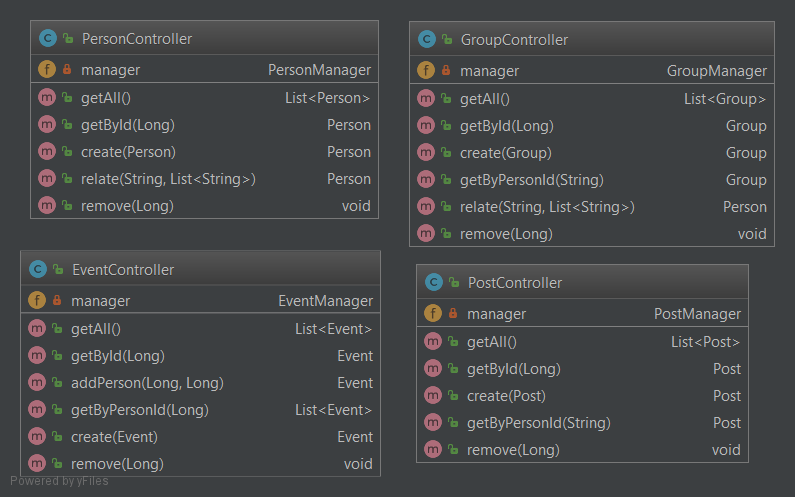 PersonController
manager PersonManager
getAll() List<Person>
getById(Long) Person
create(Person) Person
relate(String, List<String>) Person
remove(Long) void
GroupController
manager GroupManager
getAll() List<Group>
getById(Long) Group
create(Group) Group
getByPersonId(String) Group
relate(String, List<String>) Person
remove(Long) void
EventController
manager EventManager
getAll() List<Event>
getById(Long) Event
addPerson(Long, Long) Event
getByPersonId(Long) List<Event>
create(Event) Event
remove(Long) void
PostController
manager PostManager
getAll() List<Post>
getById(Long) Post
create(Post) Post
getByPersonId(String) Post
remove(Long) void
Powered by yFiles